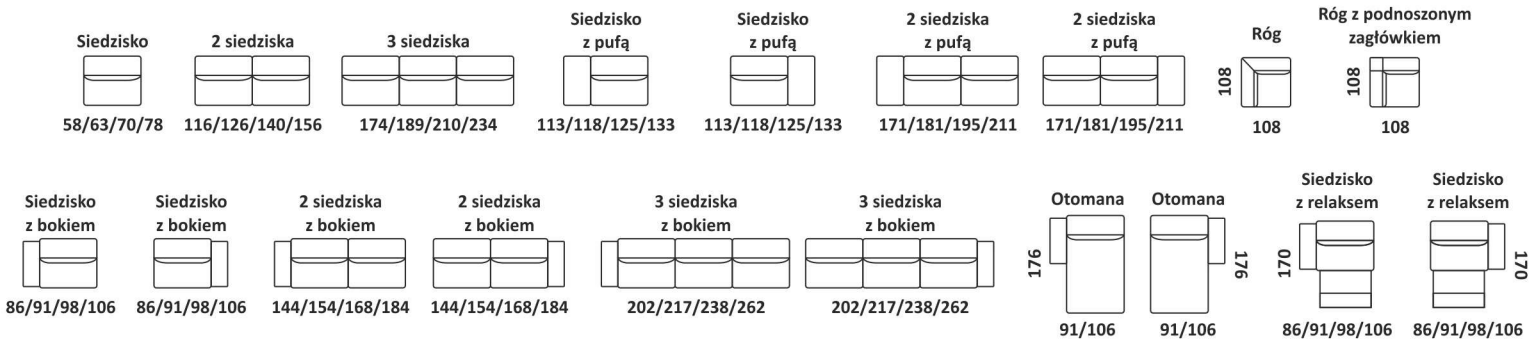 Siedzisko
58/63/70/78
2 siedziska
116/126/140/156
3 siedziska
174/189/210/234
Siedzisko
z pufą
113/118/125/133
Siedzisko
z pufą
113/118/125/133
2 siedziska
z pufą
171/181/195/211
2 siedziska
z pufą
171/181/195/211
Róg
108
108
Róg z podnoszonym
zagłówkiem
108
108
Siedzisko
z bokiem
86/91/98/106
Siedzisko
z bokiem
86/91/98/106
2 siedziska
z bokiem
144/154/168/184
2 siedziska
z bokiem
144/154/168/184
3 siedziska
z bokiem
202/217/238/262
3 siedziska
z bokiem
202/217/238/262
Otomana
176
91/106
Otomana
176
91/106
Siedzisko
z relaksem
170
86/91/98/106
Siedzisko
z relaksem
170
86/91/98/106